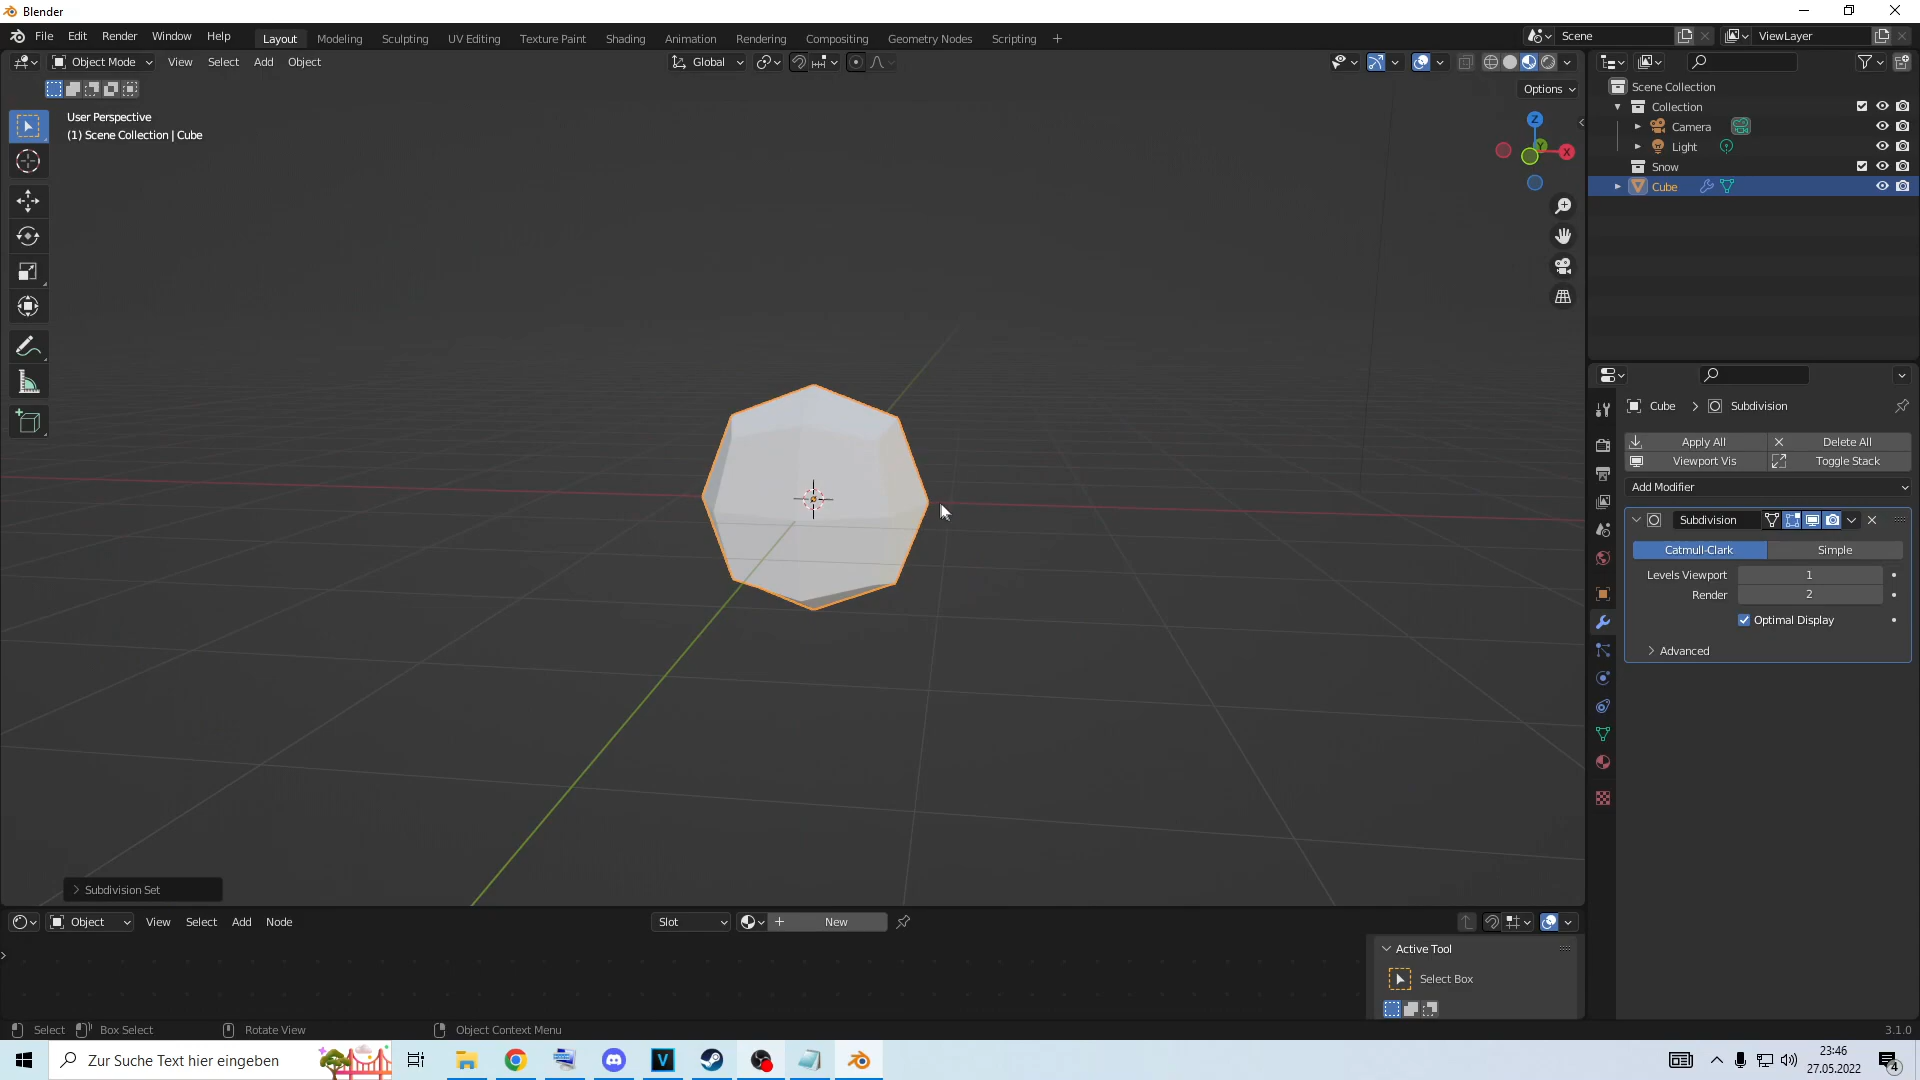 Blender
File Edit Render Window Help Layout Modeling Sculpting UV Editing Texture Paint Shading Animation Rendering Compositing Geometry Nodes Scripting + Scene ViewLayer
Object Mode View Select Add Object Global
Options
User Perspective
(1) Scene Collection | Cube
Z
Y
X
Scene Collection
Collection
Camera
Light
Snow
Cube
Cube > Subdivision
Apply All Delete All
Viewport Vis Toggle Stack
Add Modifier
Subdivision
Catmull-Clark Simple
Levels Viewport 1
Render 2
Optimal Display
Advanced
Subdivision Set
Object View Select Add Node Slot New
Active Tool
Select Box
Select Box Select Rotate View Object Context Menu 3.1.0
Zur Suche Text hier eingeben
V
23:46
27.05.2022
4